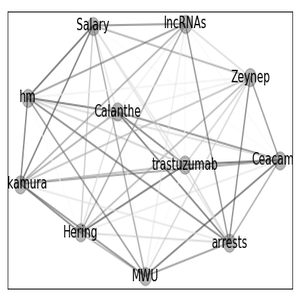 Salary
lncRNAs
Zeynep
hm
Calanthe
trastuzumab
Ceacam
kamura
Hering
arrests
MWU